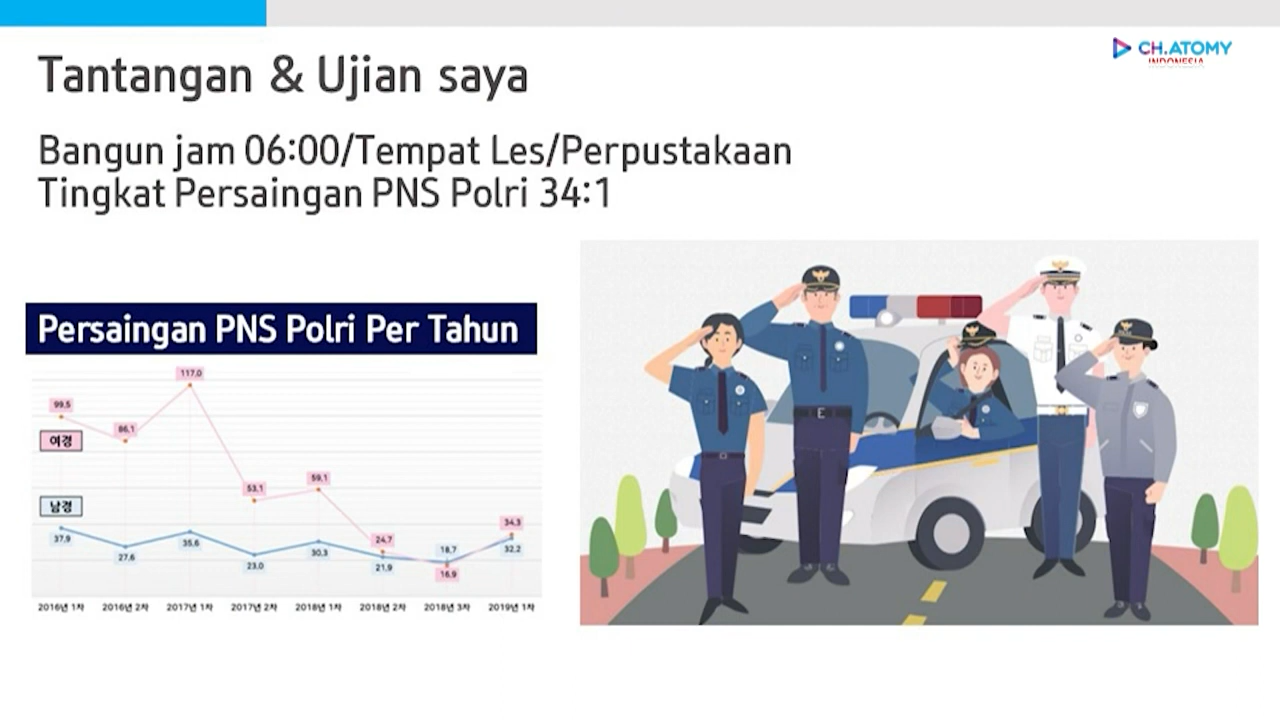 CH.ATOMY
INDONESIA
Tantangan & Ujian saya
Bangun jam 06:00/Tempat Les/Perpustakaan
Tingkat Persaingan PNS Polri 34:1
Persaingan PNS Polri Per Tahun
117.0
99.5
86.1
여경
53.1
59.1
남경
37.9
27.6
35.6
23.0
30.3
24.7
21.9
18.7
16.9
34.3
32.2
2016년 1차 2016년 2차 2017년 1차 2017년 2차 2018년 1차 2018년 2차 2018년 3차 2019년 1차